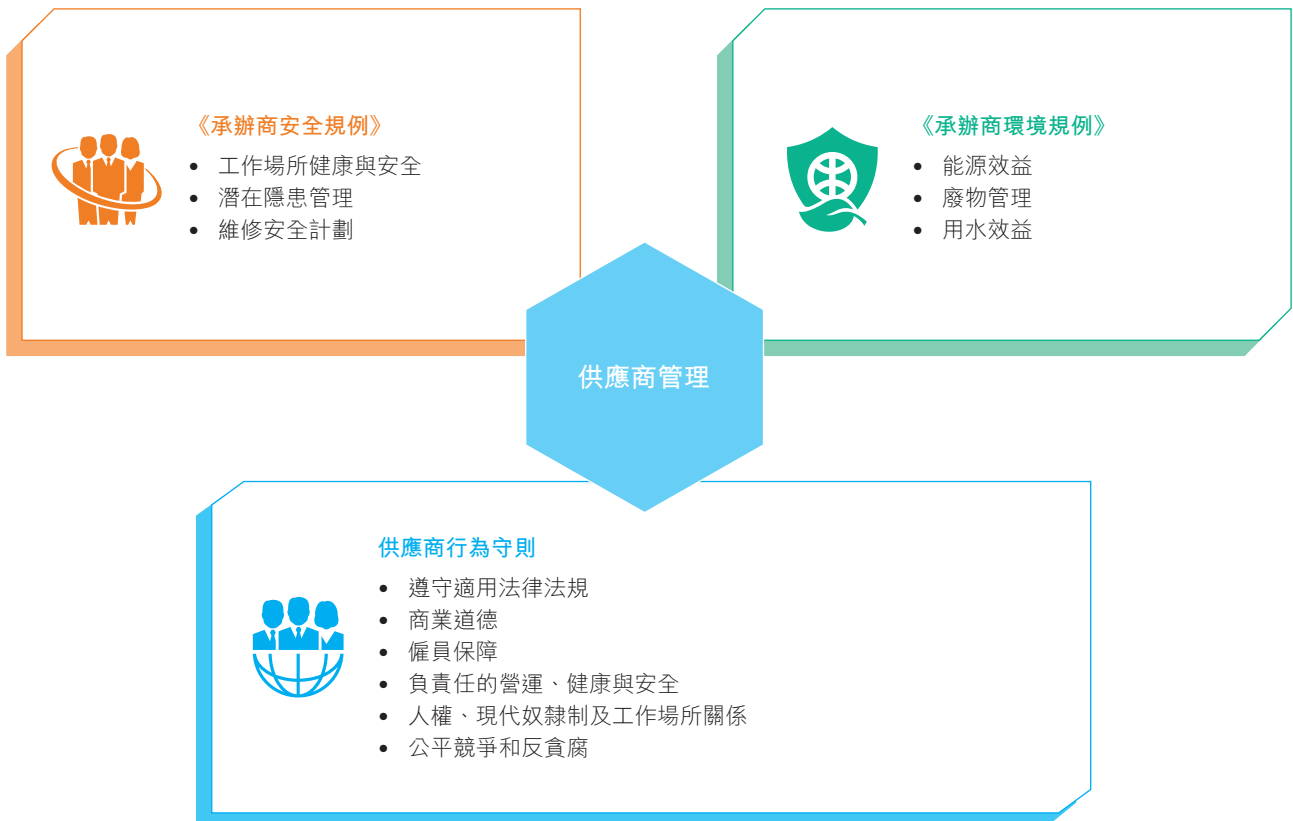 《承辦商安全規例》
• 工作場所健康與安全
• 潛在隱患管理
• 維修安全計劃
《承辦商環境規例》
• 能源效益
• 廢物管理
• 用水效益
供應商管理
供應商行為守則
• 遵守適用法律法規
• 商業道德
• 僱員保障
• 負責任的營運、健康與安全
• 人權、現代奴隸制及工作場所關係
• 公平競爭和反貪腐